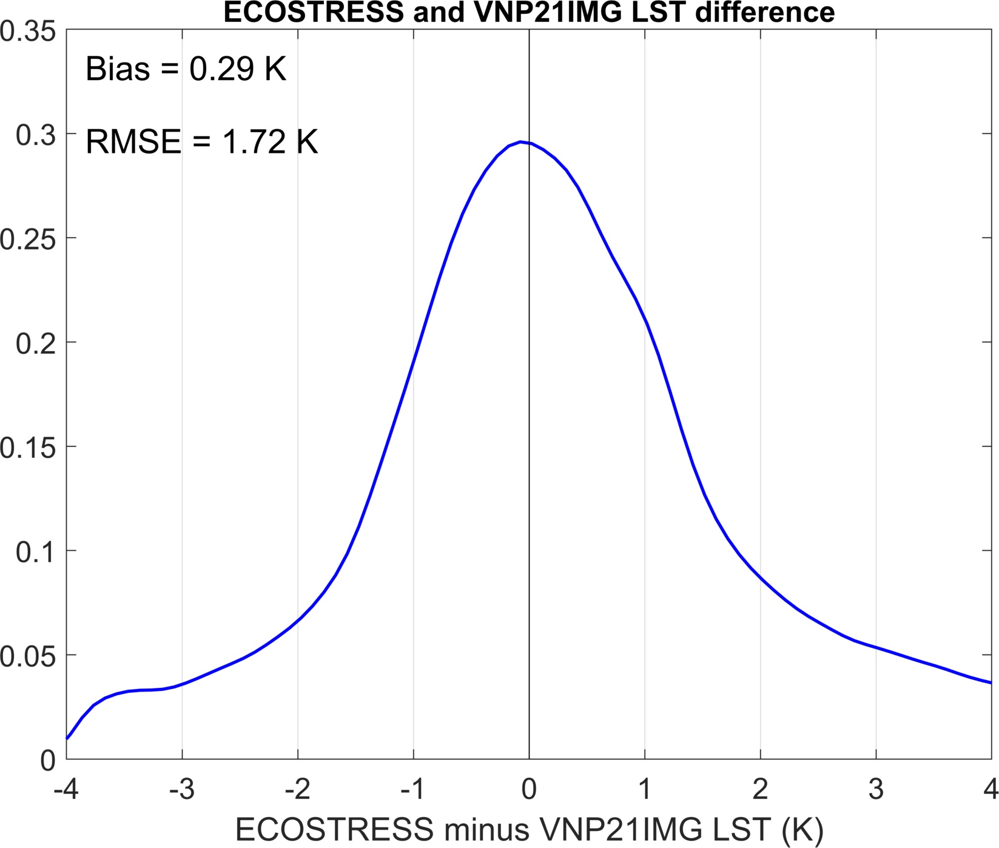 ECOSTRESS and VNP21IMG LST difference
0.35
Bias = 0.29 K
0.3
RMSE = 1.72 K
0.25
0.2
0.15
0.1
0.05
0
-4 -3 -2 -1 0 1 2 3 4
ECOSTRESS minus VNP21IMG LST (K)